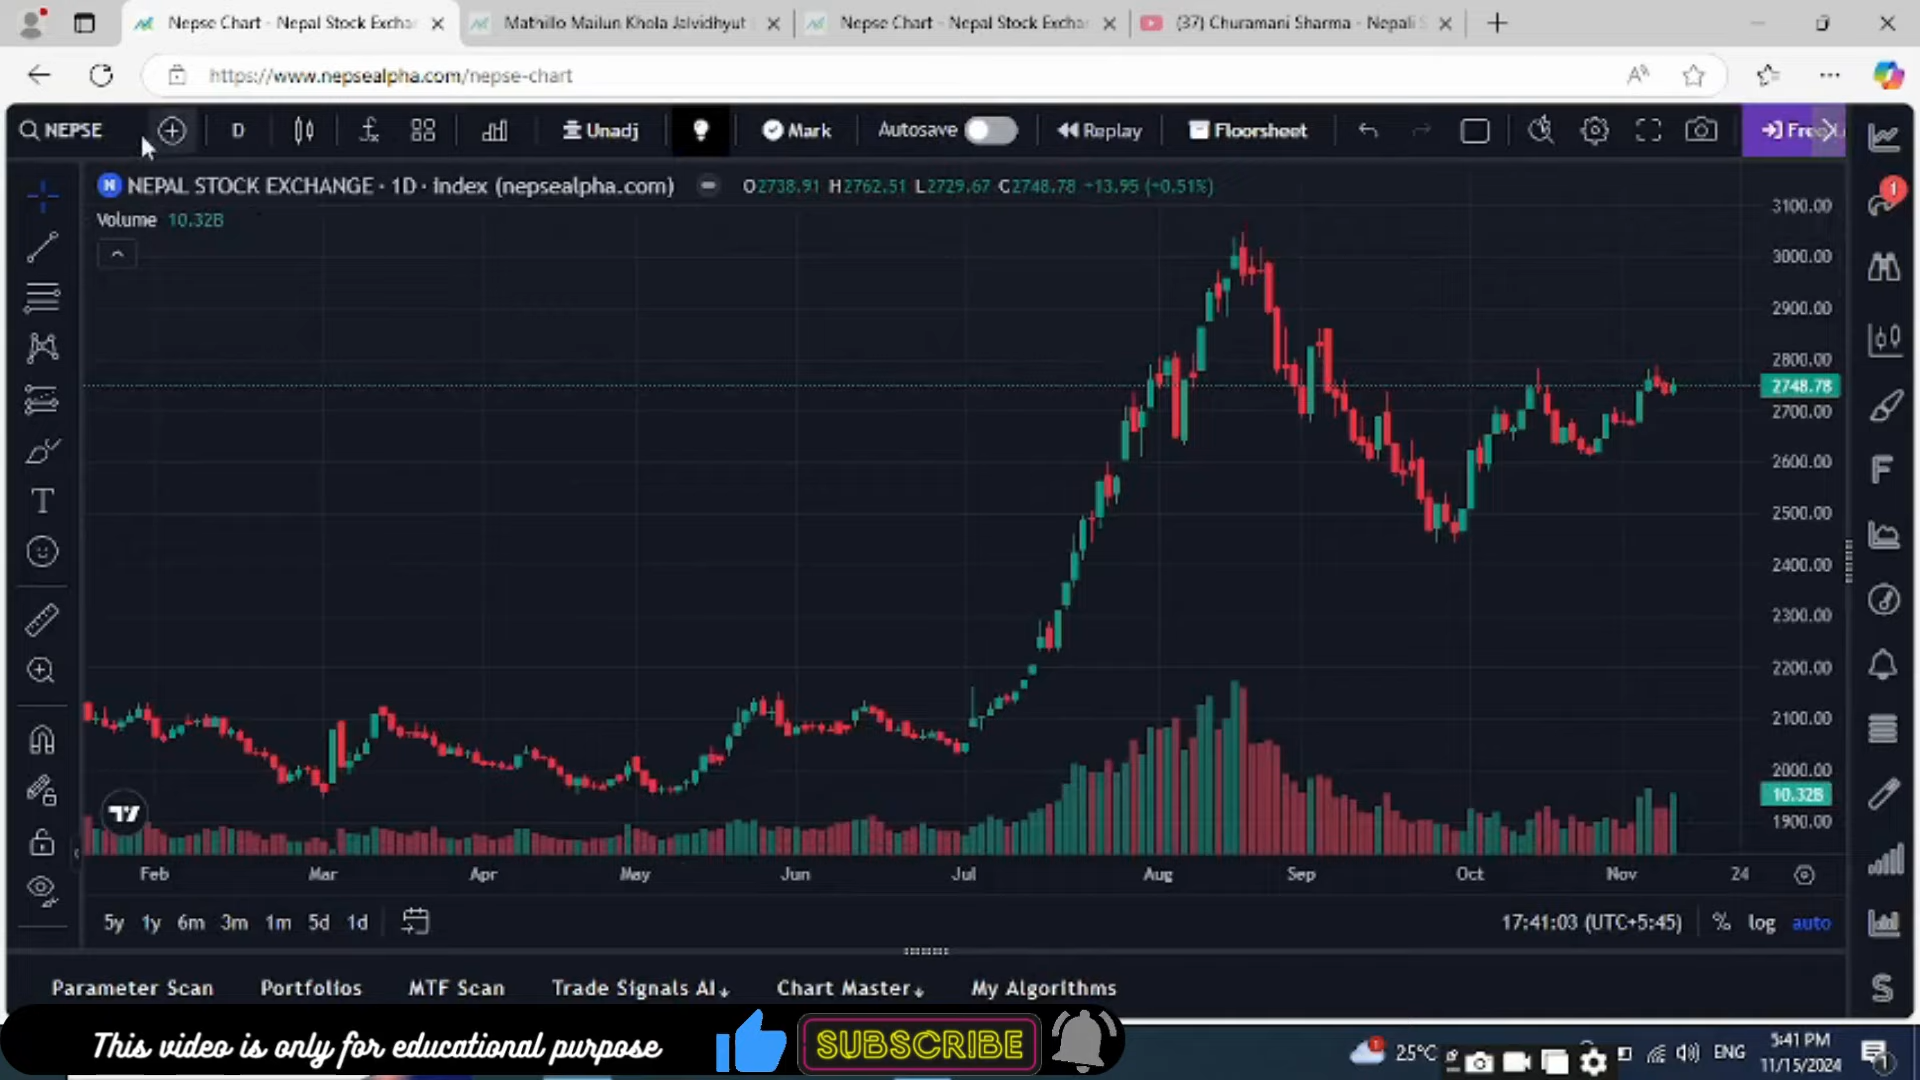 Nepse Chart - Nepal Stock Exchan
Mathillo Mailun Khola Jalvidhyut
Nepse Chart - Nepal Stock Exchan
(37) Churamani Sharma - Nepali S
https://www.nepsealpha.com/nepse-chart
NEPSE
D
Unadj
Mark
Autosave
Replay
Floorsheet
N NEPAL STOCK EXCHANGE · 1D · Index (nepsealpha.com)
O2738.91 H2762.51 L2729.67 C2748.78 +13.95 (+0.51%)
Volume 10.32B
3100.00
3000.00
2900.00
2800.00
2748.78
2700.00
2600.00
2500.00
2400.00
2300.00
2200.00
2100.00
2000.00
10.32B
1900.00
1
F
T
S
Feb Mar Apr May Jun Jul Aug Sep Oct Nov 24
5y 1y 6m 3m 1m 5d 1d
17:41:03 (UTC+5:45)
% log auto
Parameter Scan
Portfolios
MTF Scan
Trade Signals AI
Chart Master
My Algorithms
This video is only for educational purpose
SUBSCRIBE
25°C
ENG
5:41 PM
11/15/2024
1